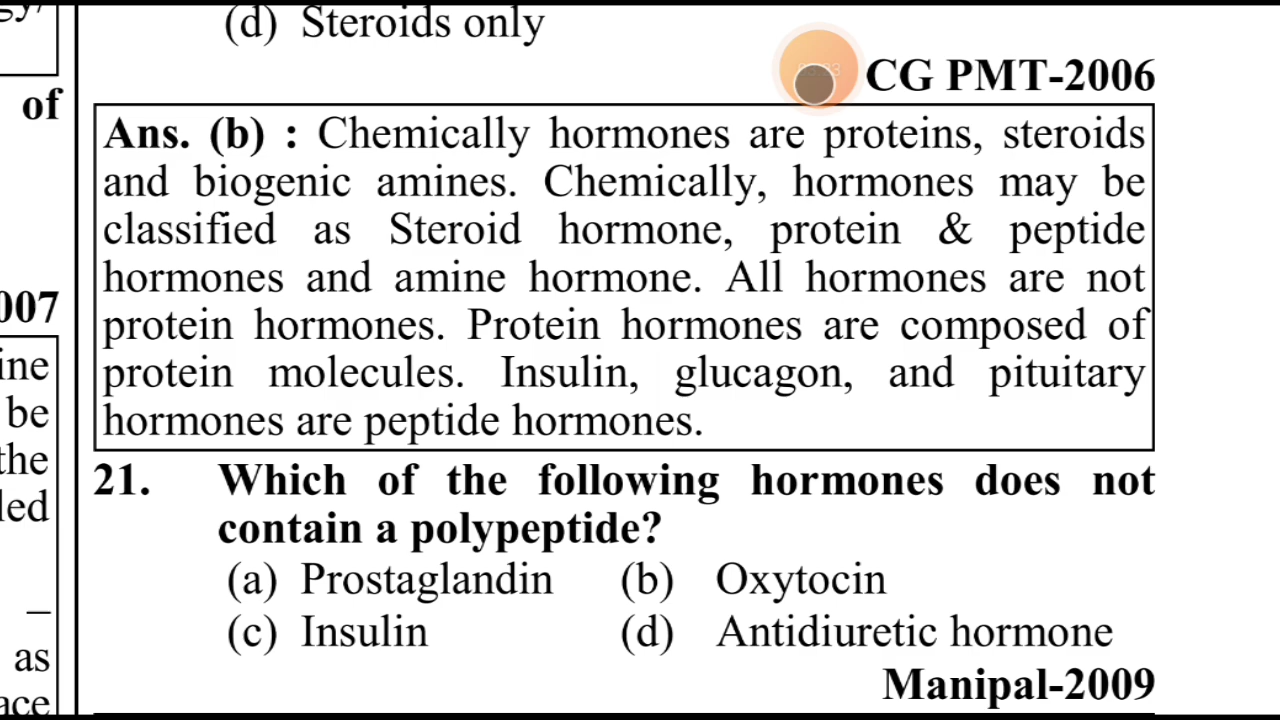 (d) Steroids only
CG PMT-2006
of
Ans. (b) : Chemically hormones are proteins, steroids
and biogenic amines. Chemically, hormones may be
classified as Steroid hormone, protein & peptide
hormones and amine hormone. All hormones are not
protein hormones. Protein hormones are composed of
protein molecules. Insulin, glucagon, and pituitary
hormones are peptide hormones.
007
ine
be
the
led
–
as
ace
21. Which of the following hormones does not
contain a polypeptide?
(a) Prostaglandin (b) Oxytocin
(c) Insulin (d) Antidiuretic hormone
Manipal-2009